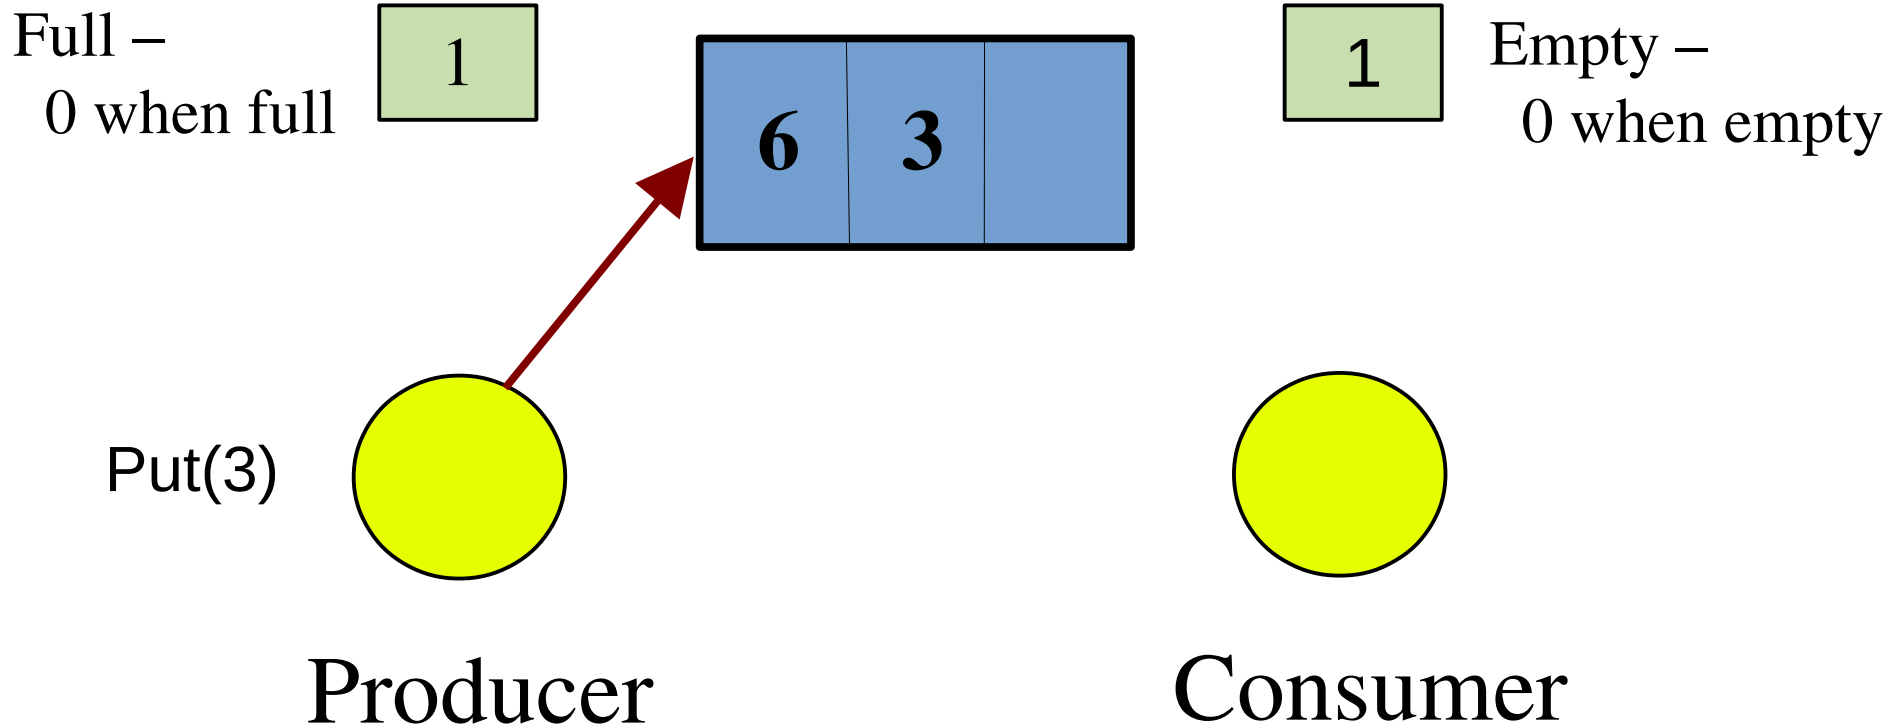 Full –
0 when full
1
6 3
1
Empty –
0 when empty
Put(3)
Producer
Consumer